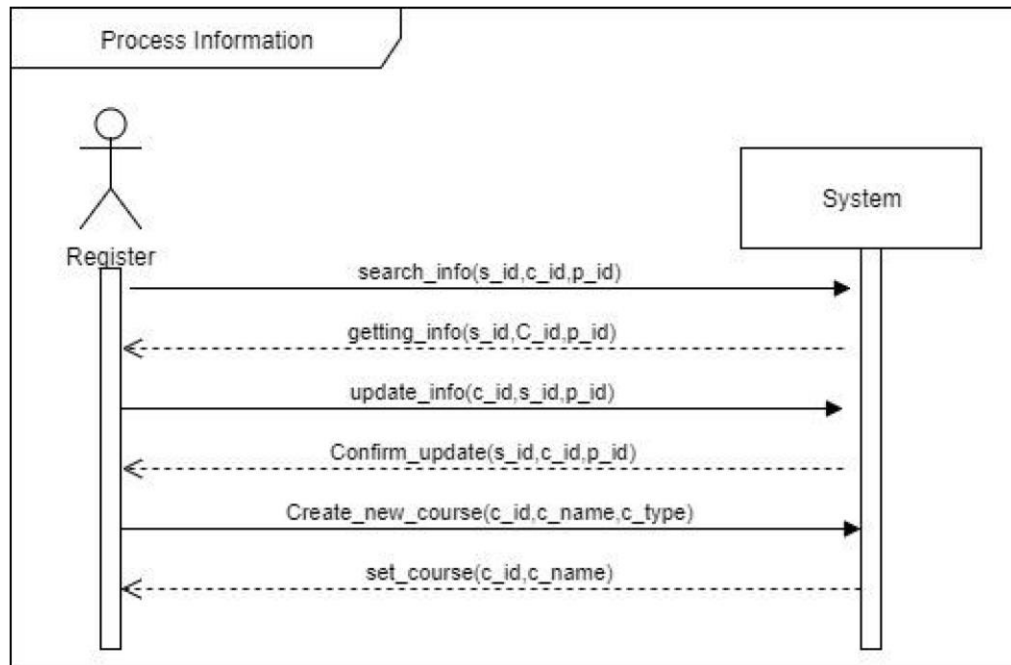 Process Information
Register
System
search_info(s_id,c_id,p_id)
getting_info(s_id,C_id,p_id)
update_info(c_id,s_id,p_id)
Confirm_update(s_id,c_id,p_id)
Create_new_course(c_id,c_name,c_type)
set_course(c_id,c_name)